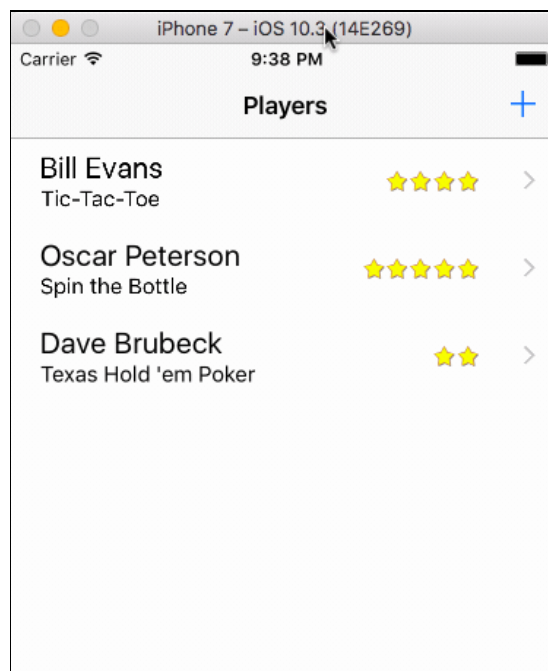 iPhone 7 – iOS 10.3 (14E269)
Carrier 9:38 PM
Players
Bill Evans
Tic-Tac-Toe
Oscar Peterson
Spin the Bottle
Dave Brubeck
Texas Hold 'em Poker